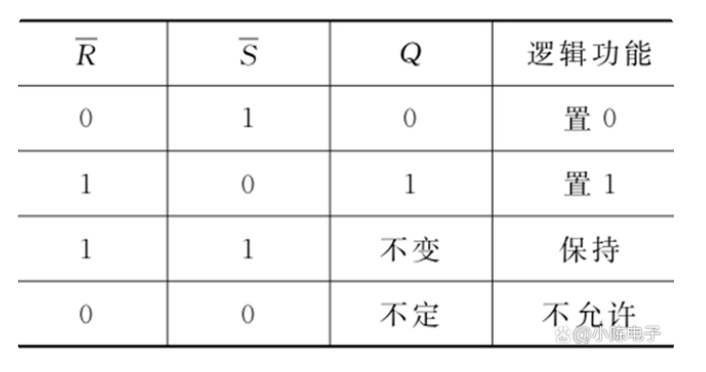 R̅ S̅ Q 逻辑功能
0 1 0 置 0
1 0 1 置 1
1 1 不变 保持
0 0 不定 不允许
@小陈电子